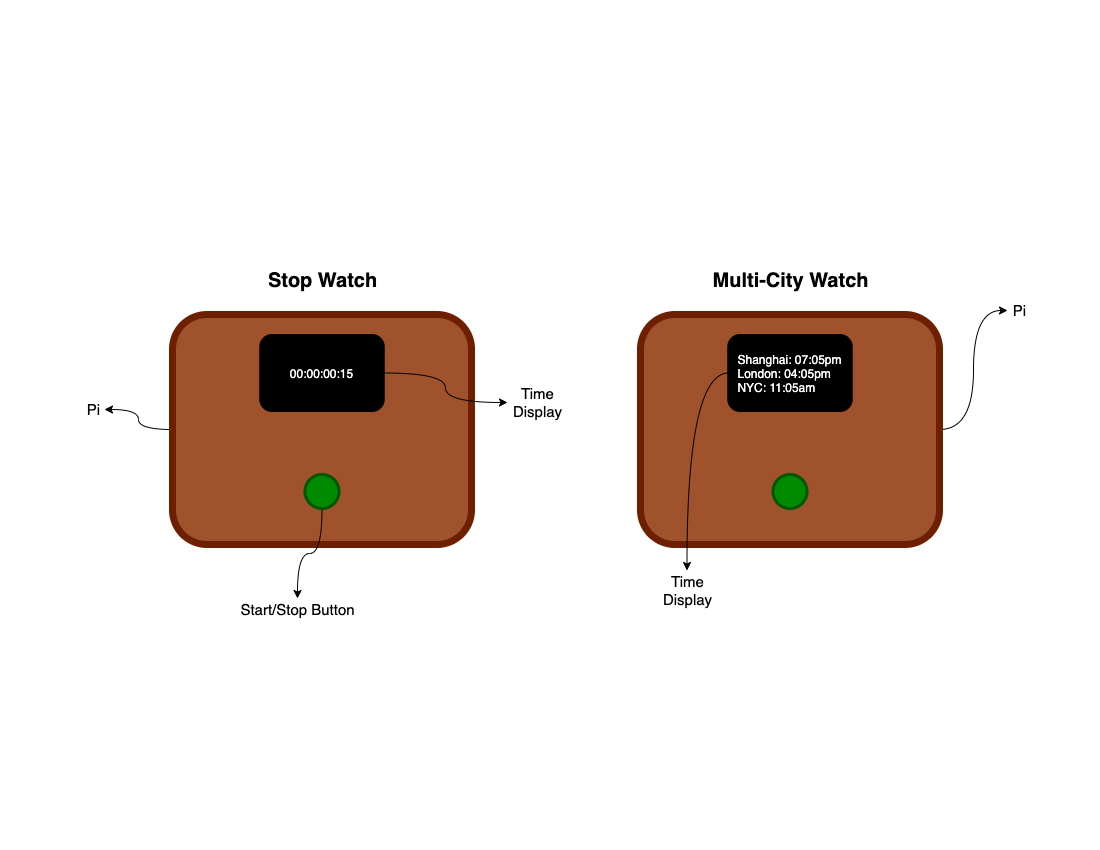 Stop Watch
00:00:00:15
Pi
Time
Display
Start/Stop Button
Multi-City Watch
Shanghai: 07:05pm
London: 04:05pm
NYC: 11:05am
Pi
Time
Display